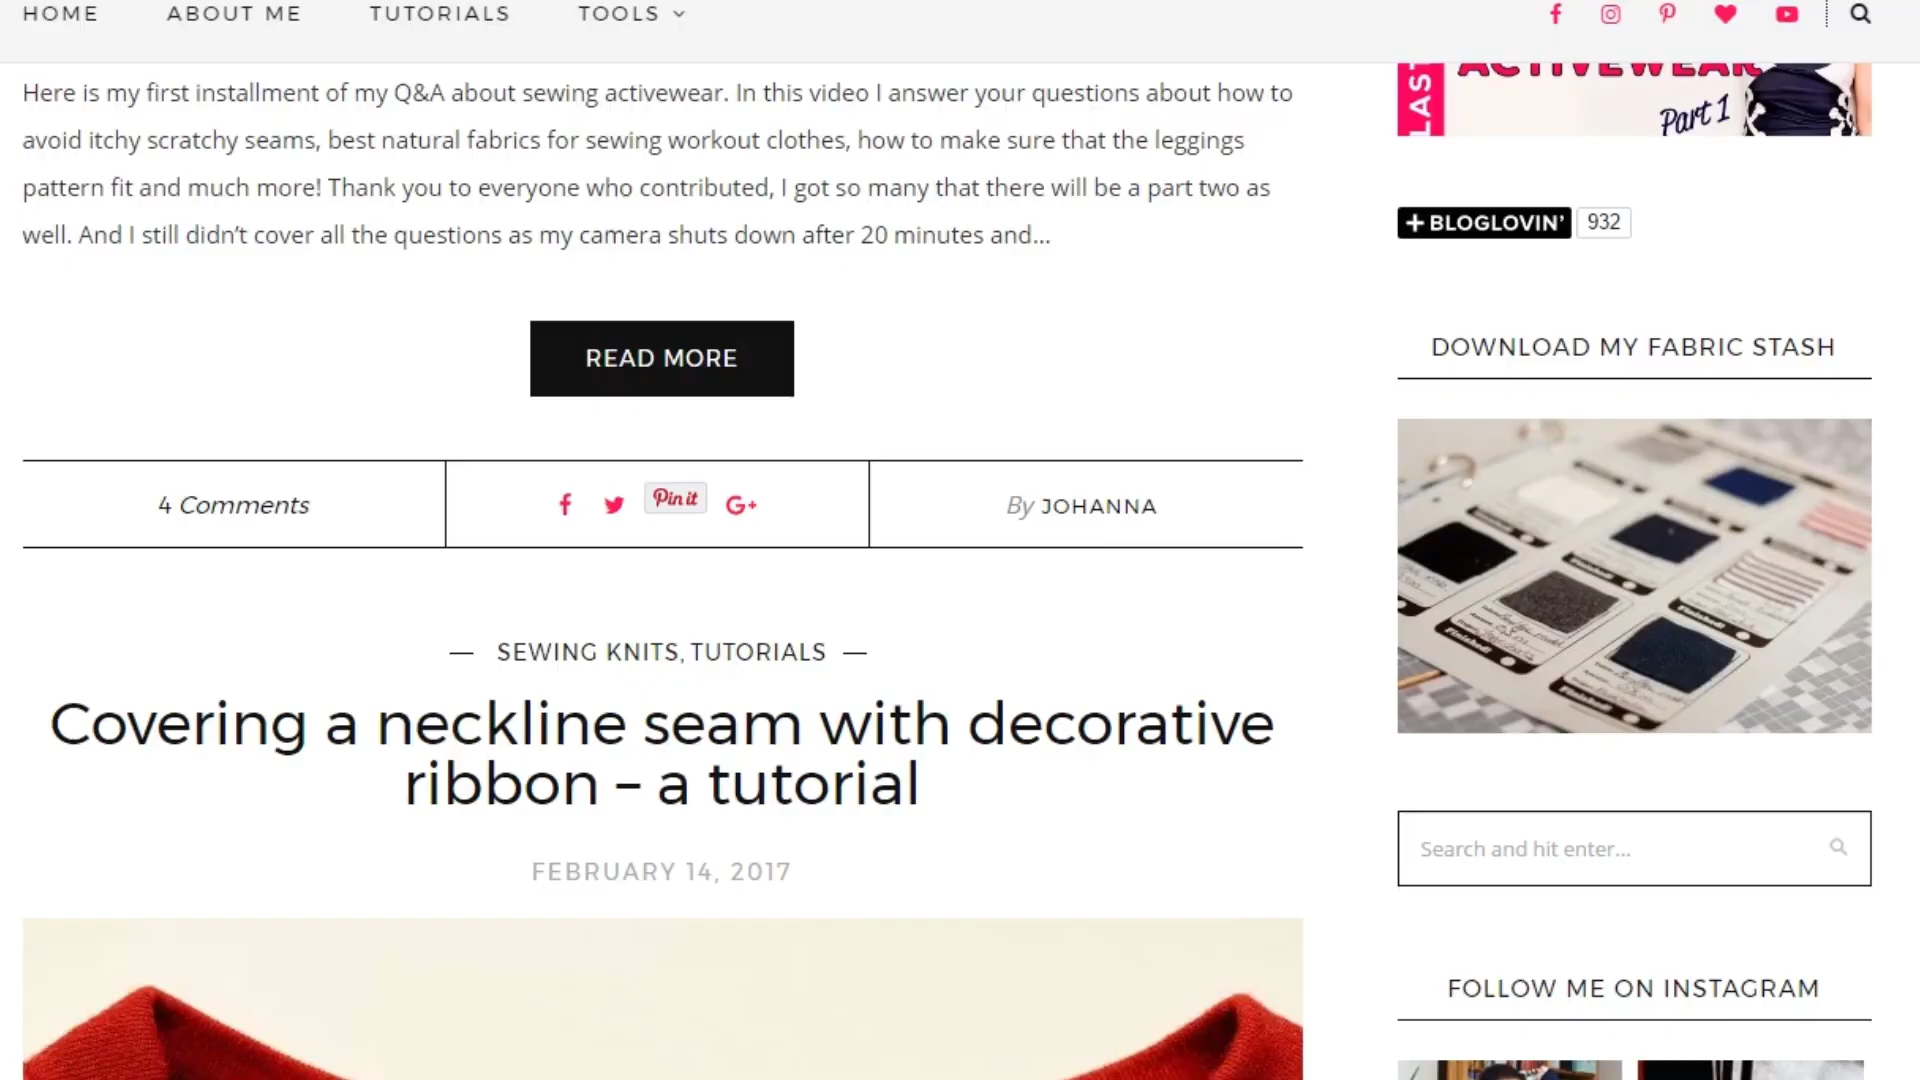 HOME ABOUT ME TUTORIALS TOOLS
Here is my first installment of my Q&A about sewing activewear. In this video I answer your questions about how to
avoid itchy scratchy seams, best natural fabrics for sewing workout clothes, how to make sure that the leggings
pattern fit and much more! Thank you to everyone who contributed, I got so many that there will be a part two as
well. And I still didn’t cover all the questions as my camera shuts down after 20 minutes and...
READ MORE
4 Comments
Pin it
G+
By JOHANNA
— SEWING KNITS, TUTORIALS —
Covering a neckline seam with decorative
ribbon – a tutorial
FEBRUARY 14, 2017
ACTIVEWEAR
Part 1
+ BLOGLOVIN’ 932
DOWNLOAD MY FABRIC STASH
Finished!
Finished!
Finished!
Finished!
Search and hit enter...
FOLLOW ME ON INSTAGRAM